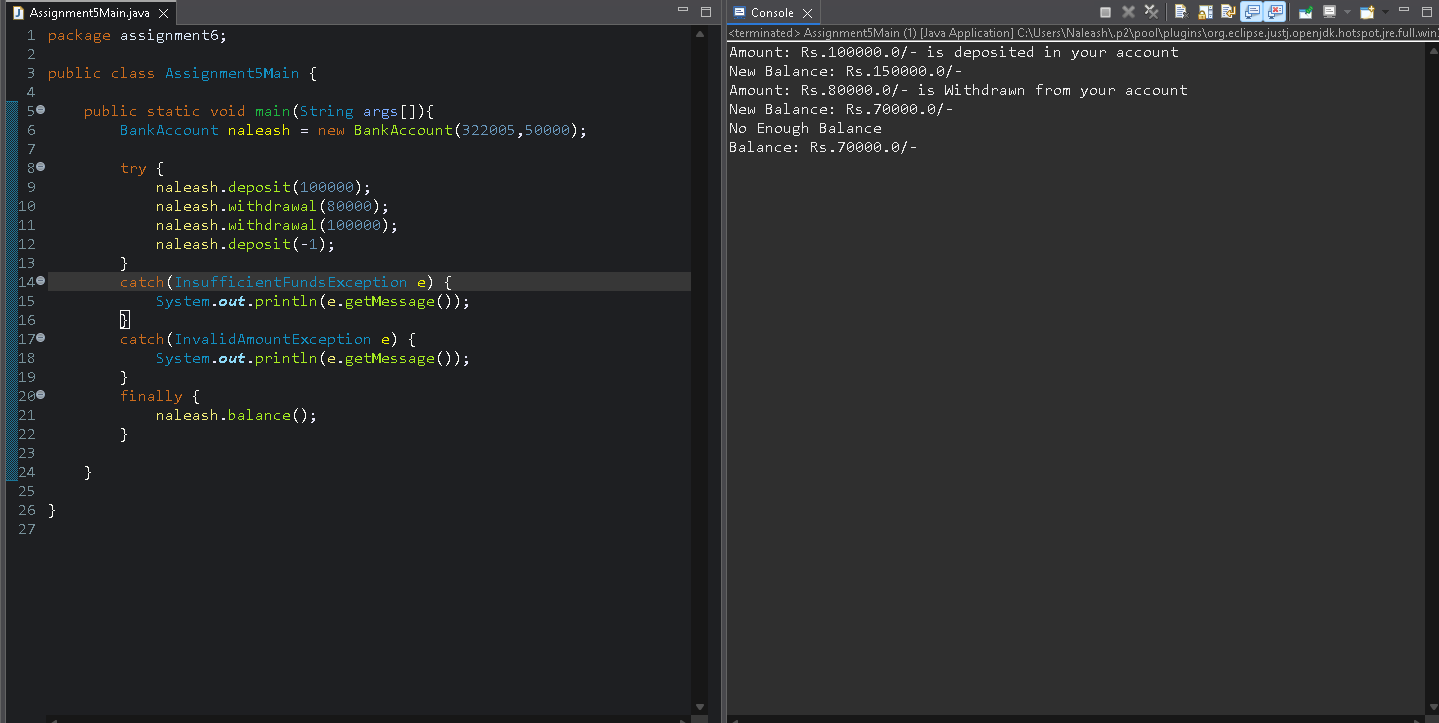 Assignment5Main.java
1 package assignment6;
2
3 public class Assignment5Main {
4
5 public static void main(String args[]){
6 BankAccount naleash = new BankAccount(322005,50000);
7
8 try {
9 naleash.deposit(100000);
10 naleash.withdrawal(80000);
11 naleash.withdrawal(100000);
12 naleash.deposit(-1);
13 }
14 catch(InsufficientFundsException e) {
15 System.out.println(e.getMessage());
16 }
17 catch(InvalidAmountException e) {
18 System.out.println(e.getMessage());
19 }
20 finally {
21 naleash.balance();
22 }
23
24 }
25
26 }
27
Console
<terminated> Assignment5Main (1) [Java Application] C:\Users\Naleash\.p2\pool\plugins\org.eclipse.justj.openjdk.hotspot.jre.full.win
Amount: Rs.100000.0/- is deposited in your account
New Balance: Rs.150000.0/-
Amount: Rs.80000.0/- is Withdrawn from your account
New Balance: Rs.70000.0/-
No Enough Balance
Balance: Rs.70000.0/-